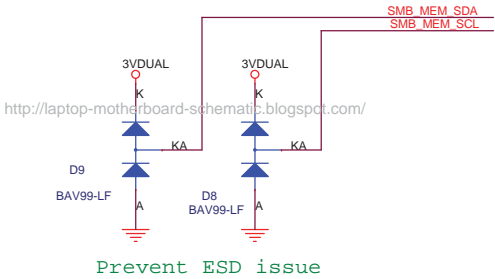 SMB_MEM_SDA
SMB_MEM_SCL
3VDUAL 3VDUAL
K K
http://laptop-motherboard-schematic.blogspot.com/
KA KA
D9 D8
BAV99-LF BAV99-LF
A A
Prevent ESD issue